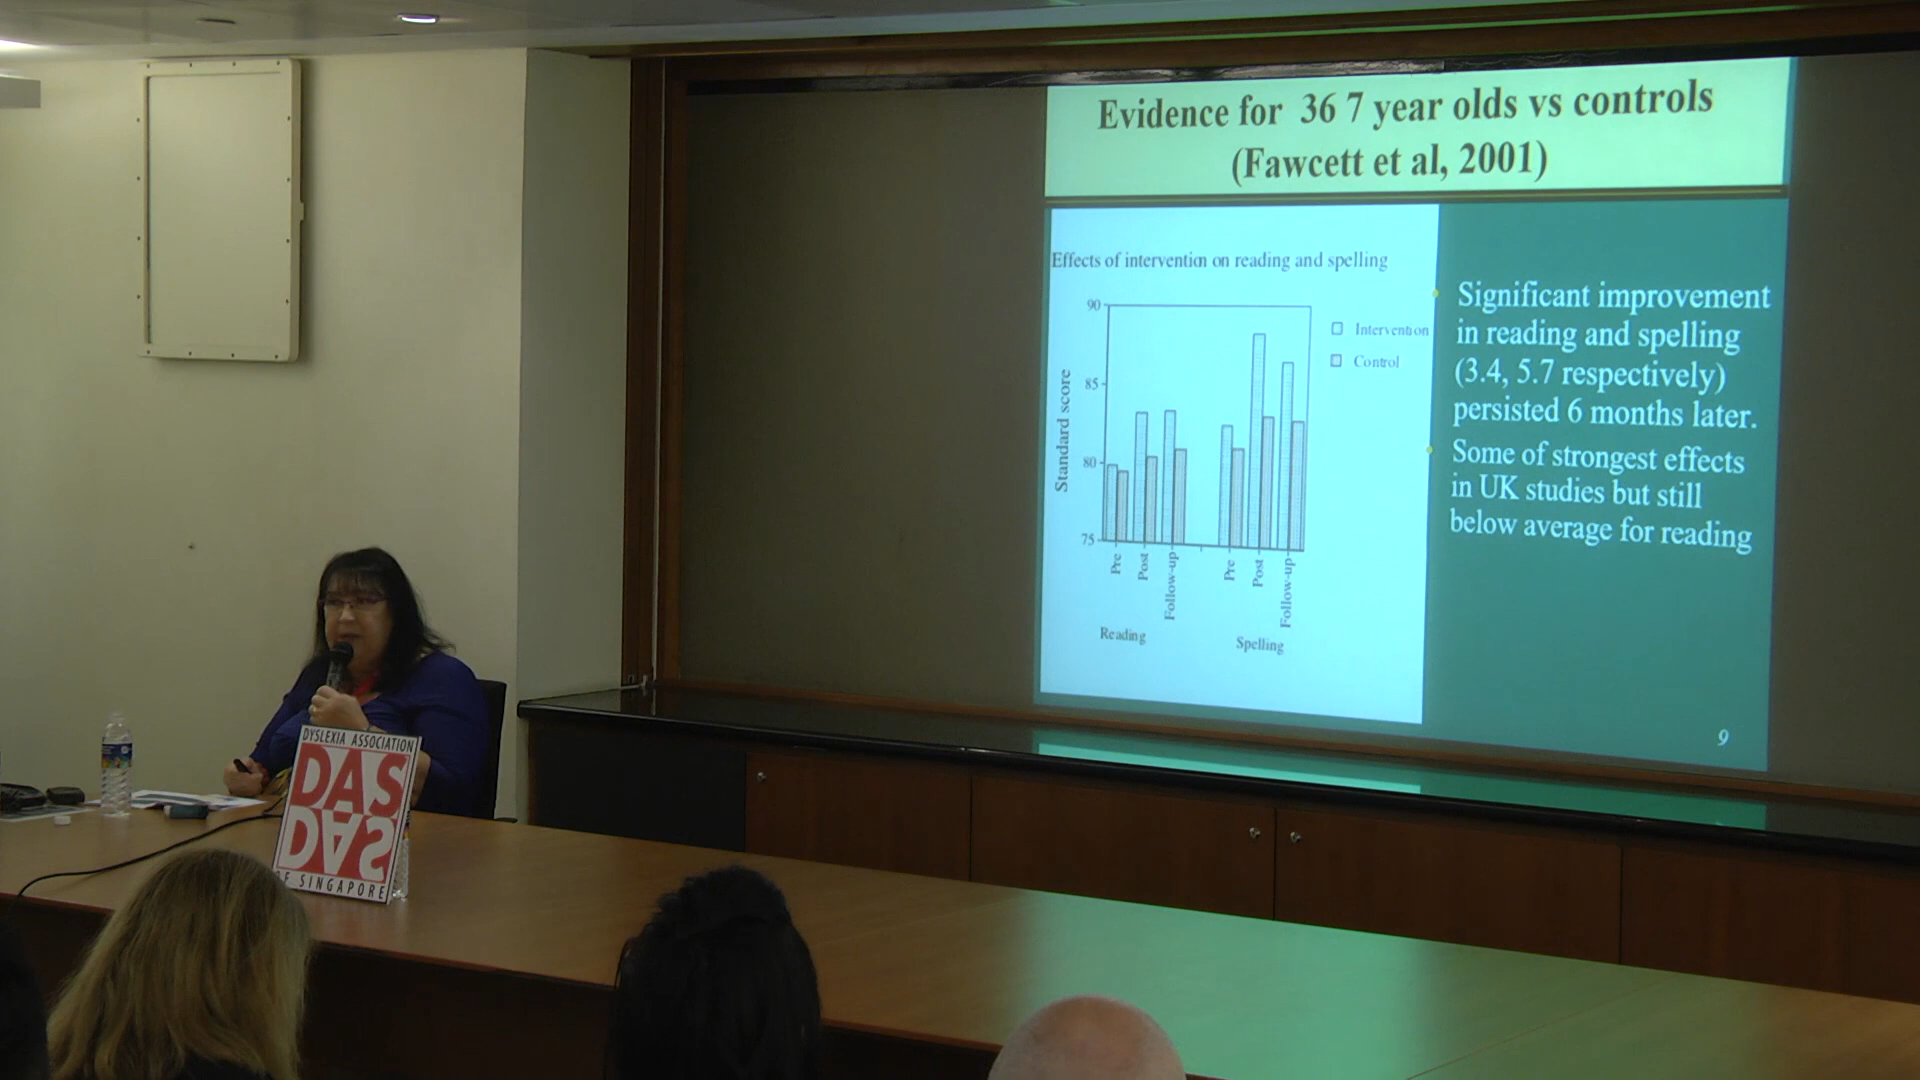 Evidence for 36 7 year olds vs controls
(Fawcett et al, 2001)
Effects of intervention on reading and spelling
90
85
80
75
Standard score
Intervention
Control
Pre
Post
Follow-up
Pre
Post
Follow-up
Reading
Spelling
Significant improvement
in reading and spelling
(3.4, 5.7 respectively)
persisted 6 months later.
Some of strongest effects
in UK studies but still
below average for reading
9
DYSLEXIA ASSOCIATION
DAS
DAS
OF SINGAPORE